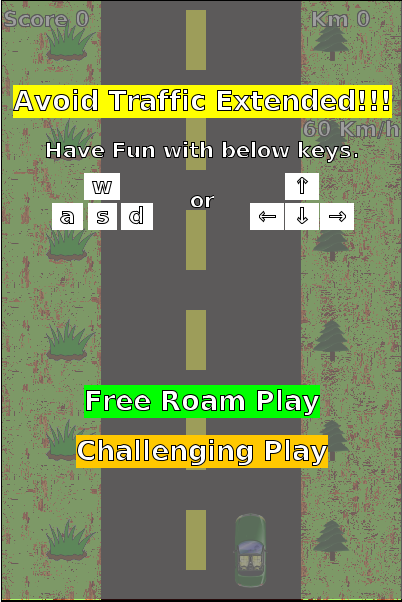 Score 0 Km 0
Avoid Traffic Extended!!!
60 Km/h
Have Fun with below keys.
w ↑
or
a s d ← ↓ →
Free Roam Play
Challenging Play